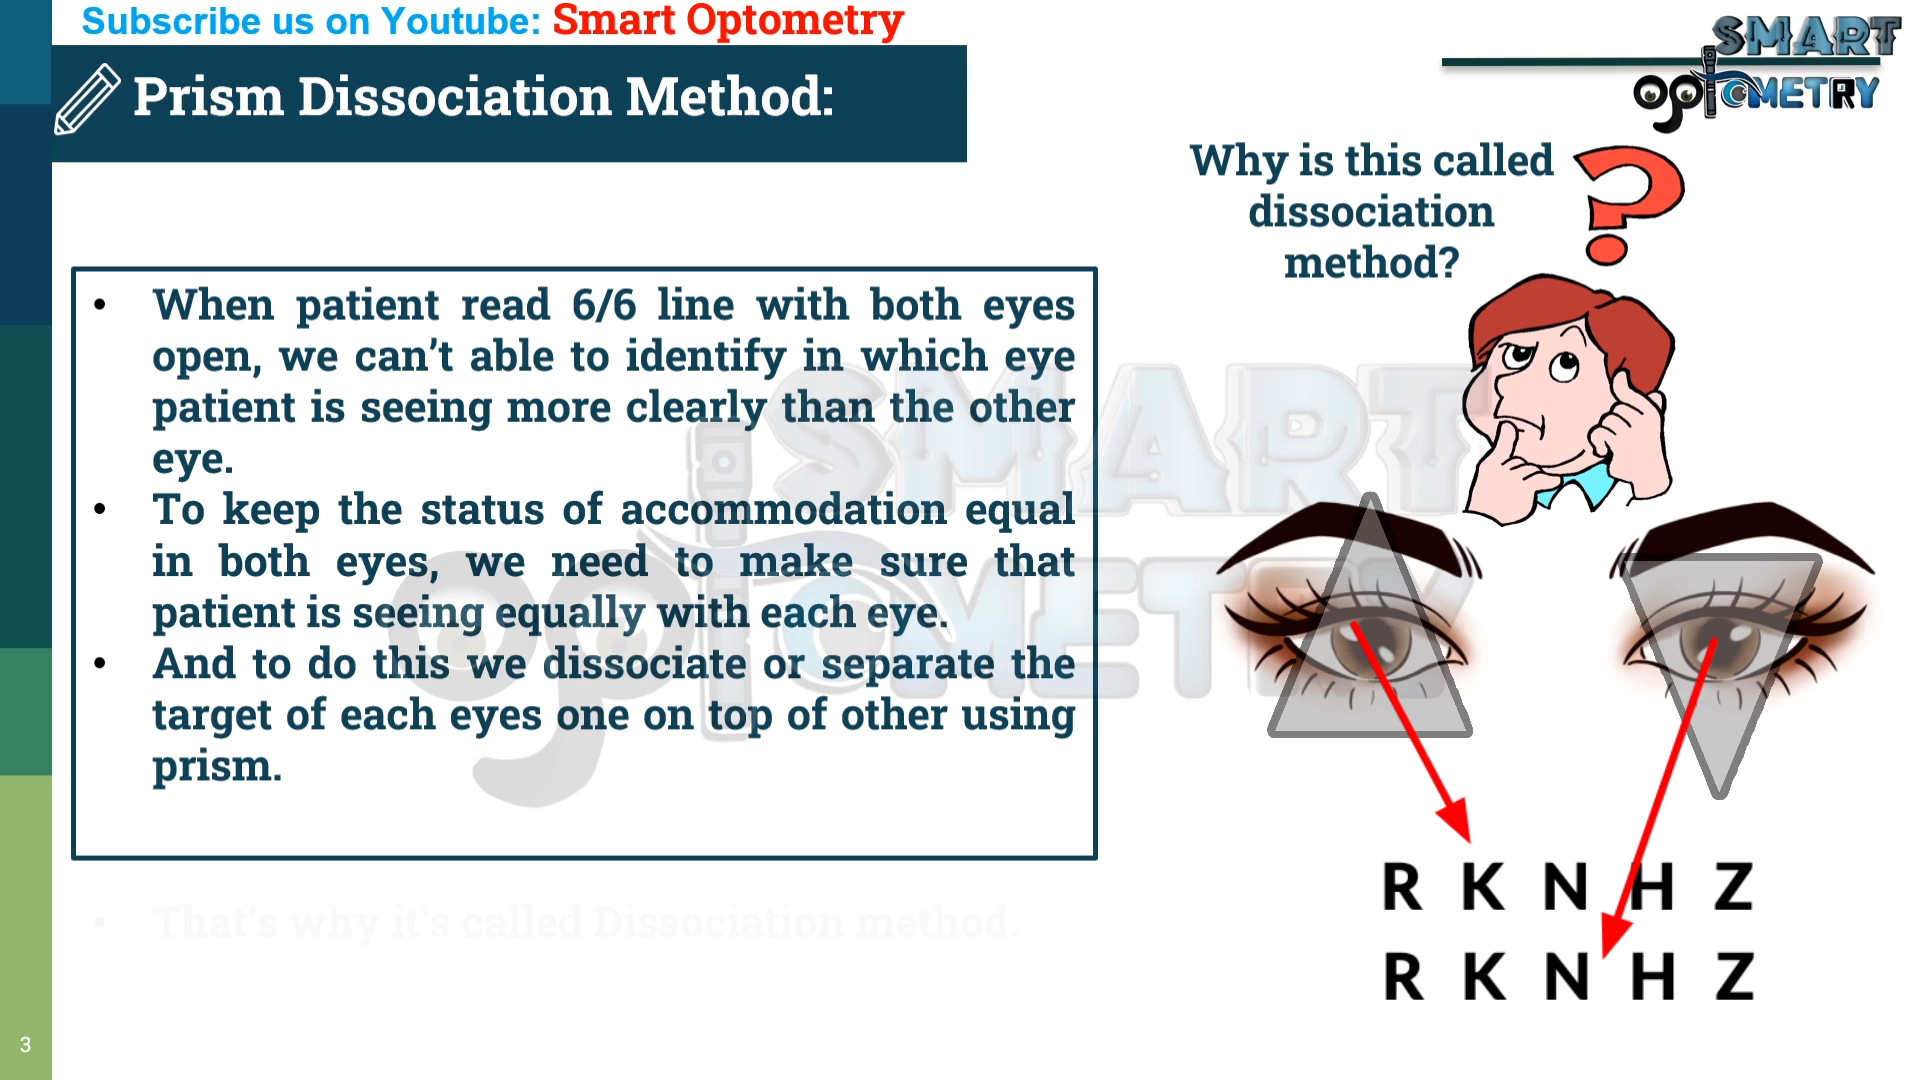 Subscribe us on Youtube: Smart Optometry
SMART
OPTOMETRY
Prism Dissociation Method:
Why is this called
dissociation
method?
• When patient read 6/6 line with both eyes
open, we can’t able to identify in which eye
patient is seeing more clearly than the other
eye.
• To keep the status of accommodation equal
in both eyes, we need to make sure that
patient is seeing equally with each eye.
• And to do this we dissociate or separate the
target of each eyes one on top of other using
prism.
• That’s why it’s called Dissociation method.
SMART
OPTOMETRY
R K N H Z
R K N H Z
3